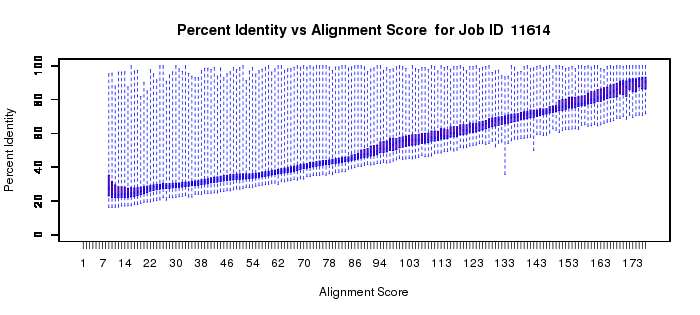 Percent Identity vs Alignment Score  for Job ID  11614
Percent Identity
100
80
60
40
20
0
1 7 14 22 30 38 46 54 62 70 78 86 94 103 113 123 133 143 153 163 173
Alignment Score